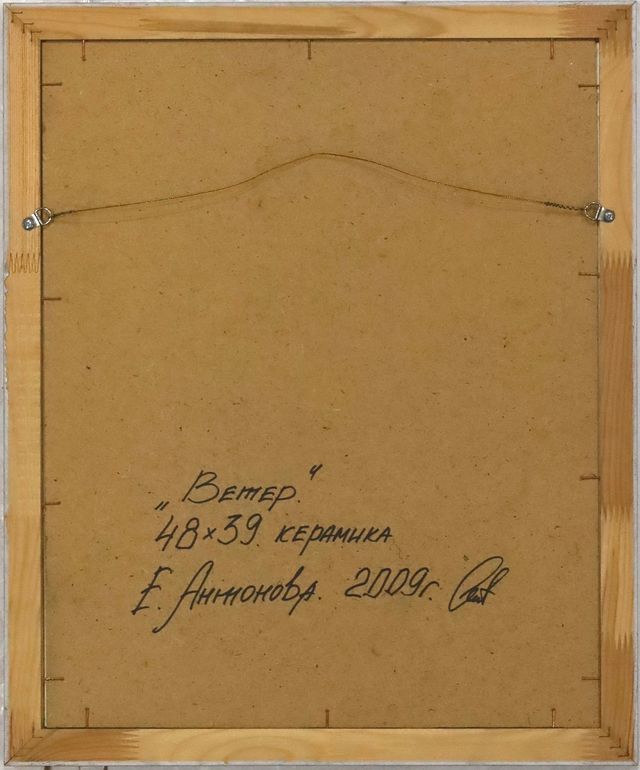 „Ветер."
48×39. керамика
Е. Антонова. 2009г.